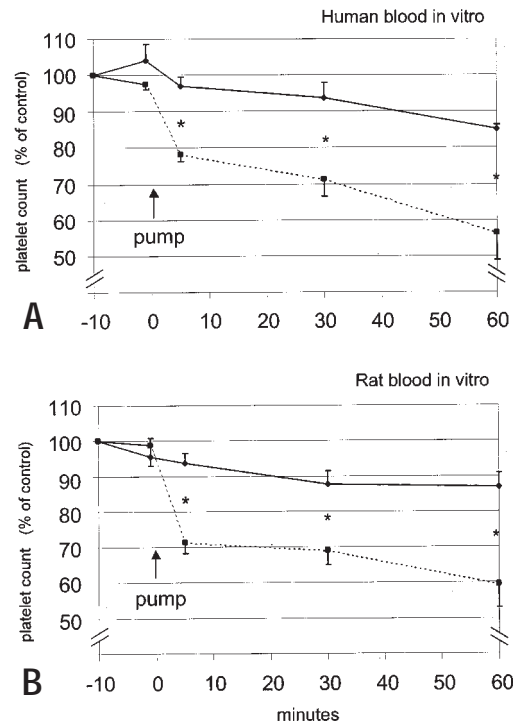 Human blood in vitro
110
100
90
80
70
60
50
platelet count (% of control)
*
*
*
pump
A
-10 0 10 20 30 40 50 60
Rat blood in vitro
110
100
90
80
70
60
50
platelet count (% of control)
*
*
*
pump
B
-10 0 10 20 30 40 50 60
minutes